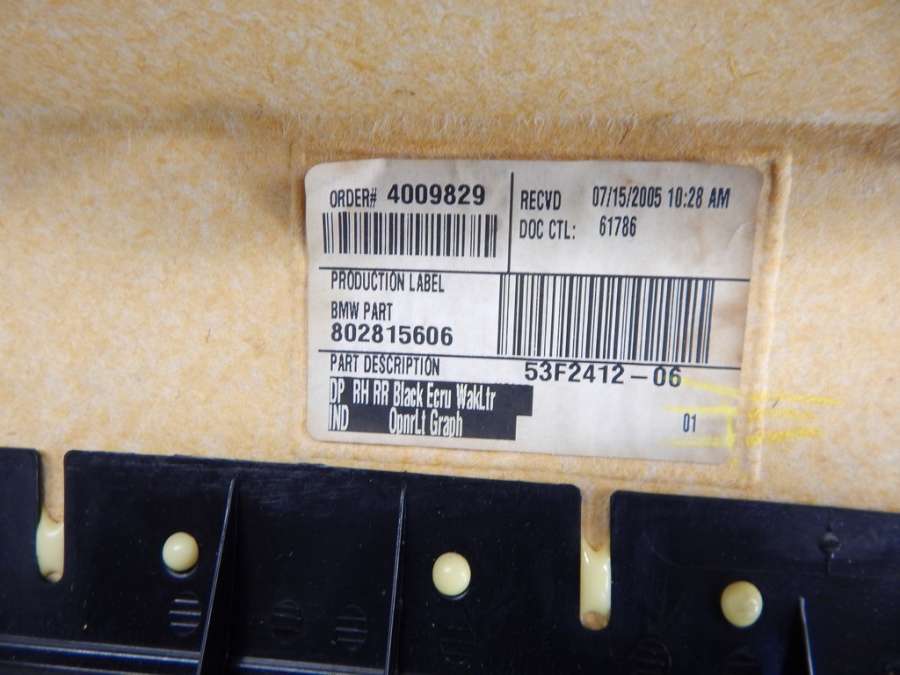 ORDER# 4009829
RECVD 07/15/2005 10:28 AM
DOC CTL: 61786
PRODUCTION LABEL
BMW PART
802815606
PART DESCRIPTION
53F2412-06
DP RH RR Black Ecru WakLtr
IND OpnrLt Graph
01